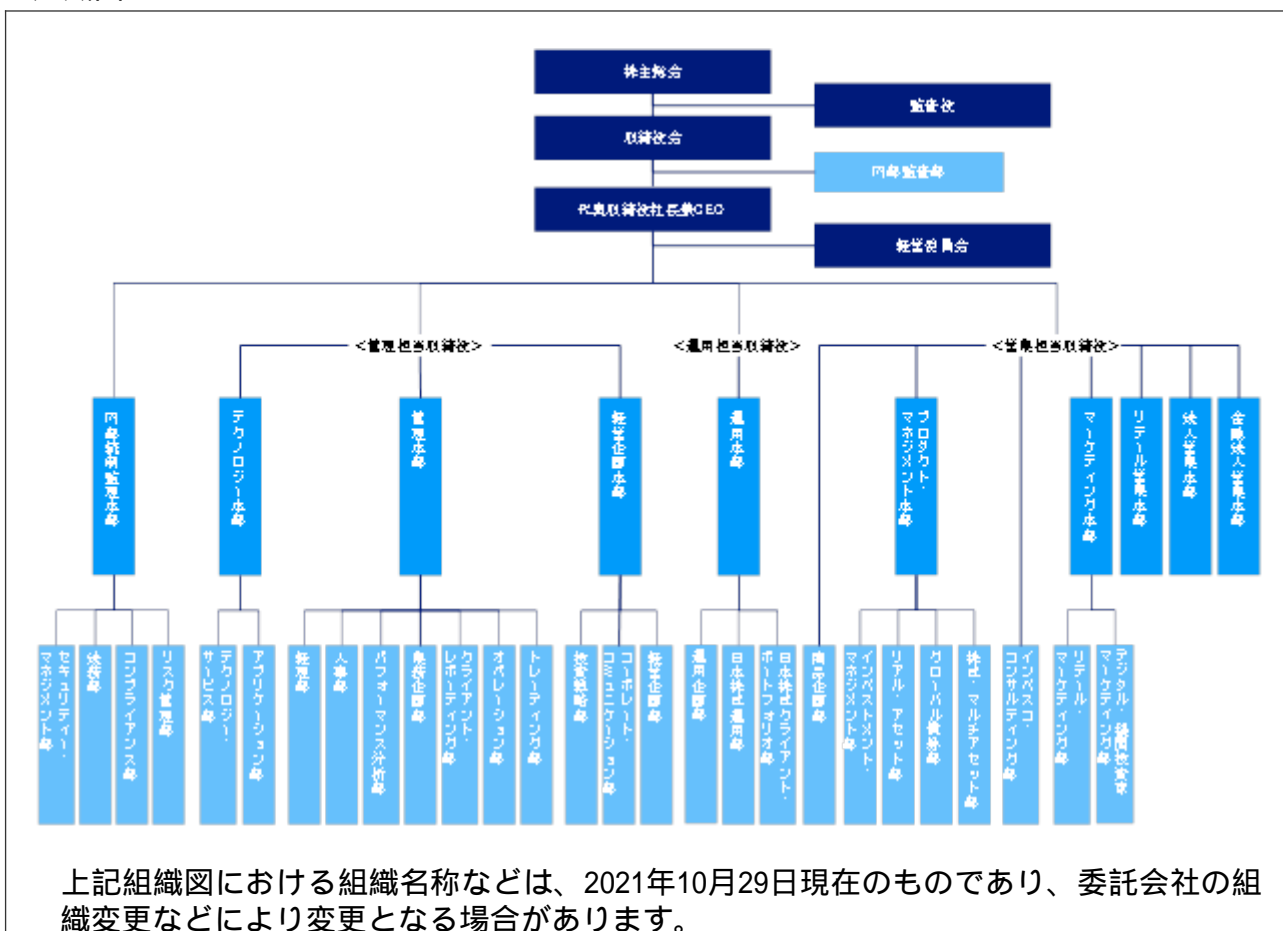 株主総会
監査役
取締役会
内部監査部
代表取締役社長兼CEO
経営委員会
<管理担当取締役>
<運用担当取締役>
<営業担当取締役>
内部統制監理本部
テクノロジー本部
管理本部
経営企画本部
運用本部
プロダクト・
マネジメント本部
マーケティング本部
リテール営業本部
法人営業本部
金融法人営業本部
セキュリティー・
マネジメント部
法務部
コンプライアンス部
リスク管理部
テクノロジー・
サービス部
アプリケーション部
経理部
人事部
パフォーマンス分析部
業務企画部
クライアント・
レポーティング部
オペレーション部
トレーディング部
投資戦略部
コーポレート・
コミュニケーション部
経営企画部
運用企画部
日本株式運用部
日本株式クライアント・
ポートフォリオ部
商品企画部
インベストメント・
マネジメント部
リアル・アセット部
グローバル債券部
株式・マルチアセット部
インベスコ・
コンサルティング部
リテール・
マーケティング部
デジタル・機関投資家
マーケティング部
上記組織図における組織名称などは、2021年10月29日現在のものであり、委託会社の組
織変更などにより変更となる場合があります。